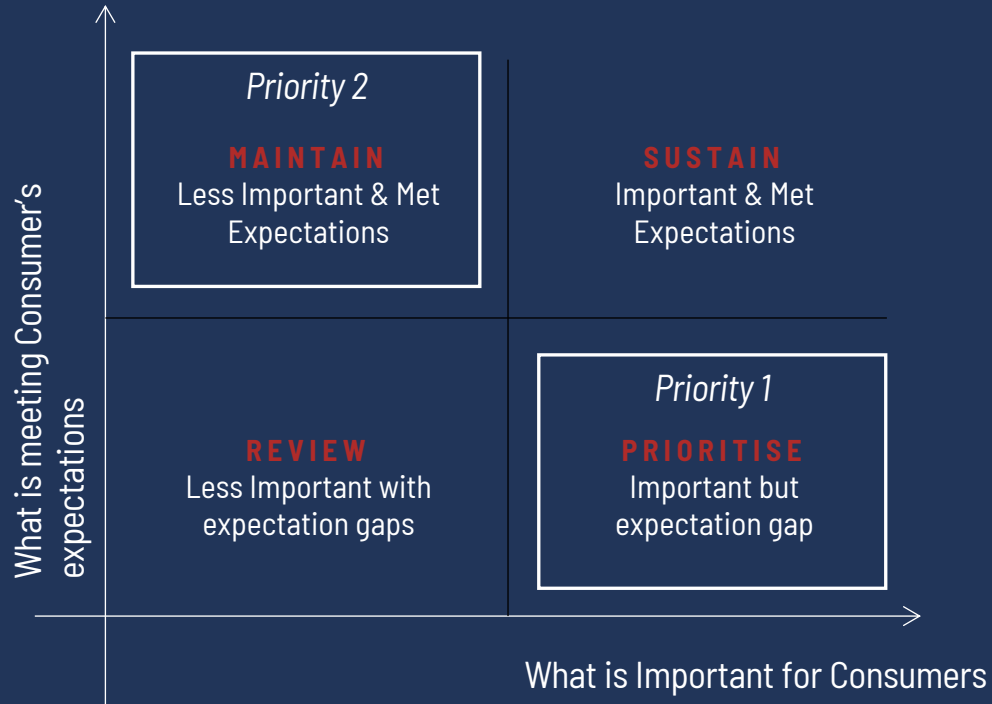 What is meeting Consumer's
expectations
Priority 2
MAINTAIN
Less Important & Met
Expectations
SUSTAIN
Important & Met
Expectations
REVIEW
Less Important with
expectation gaps
Priority 1
PRIORITISE
Important but
expectation gap
What is Important for Consumers